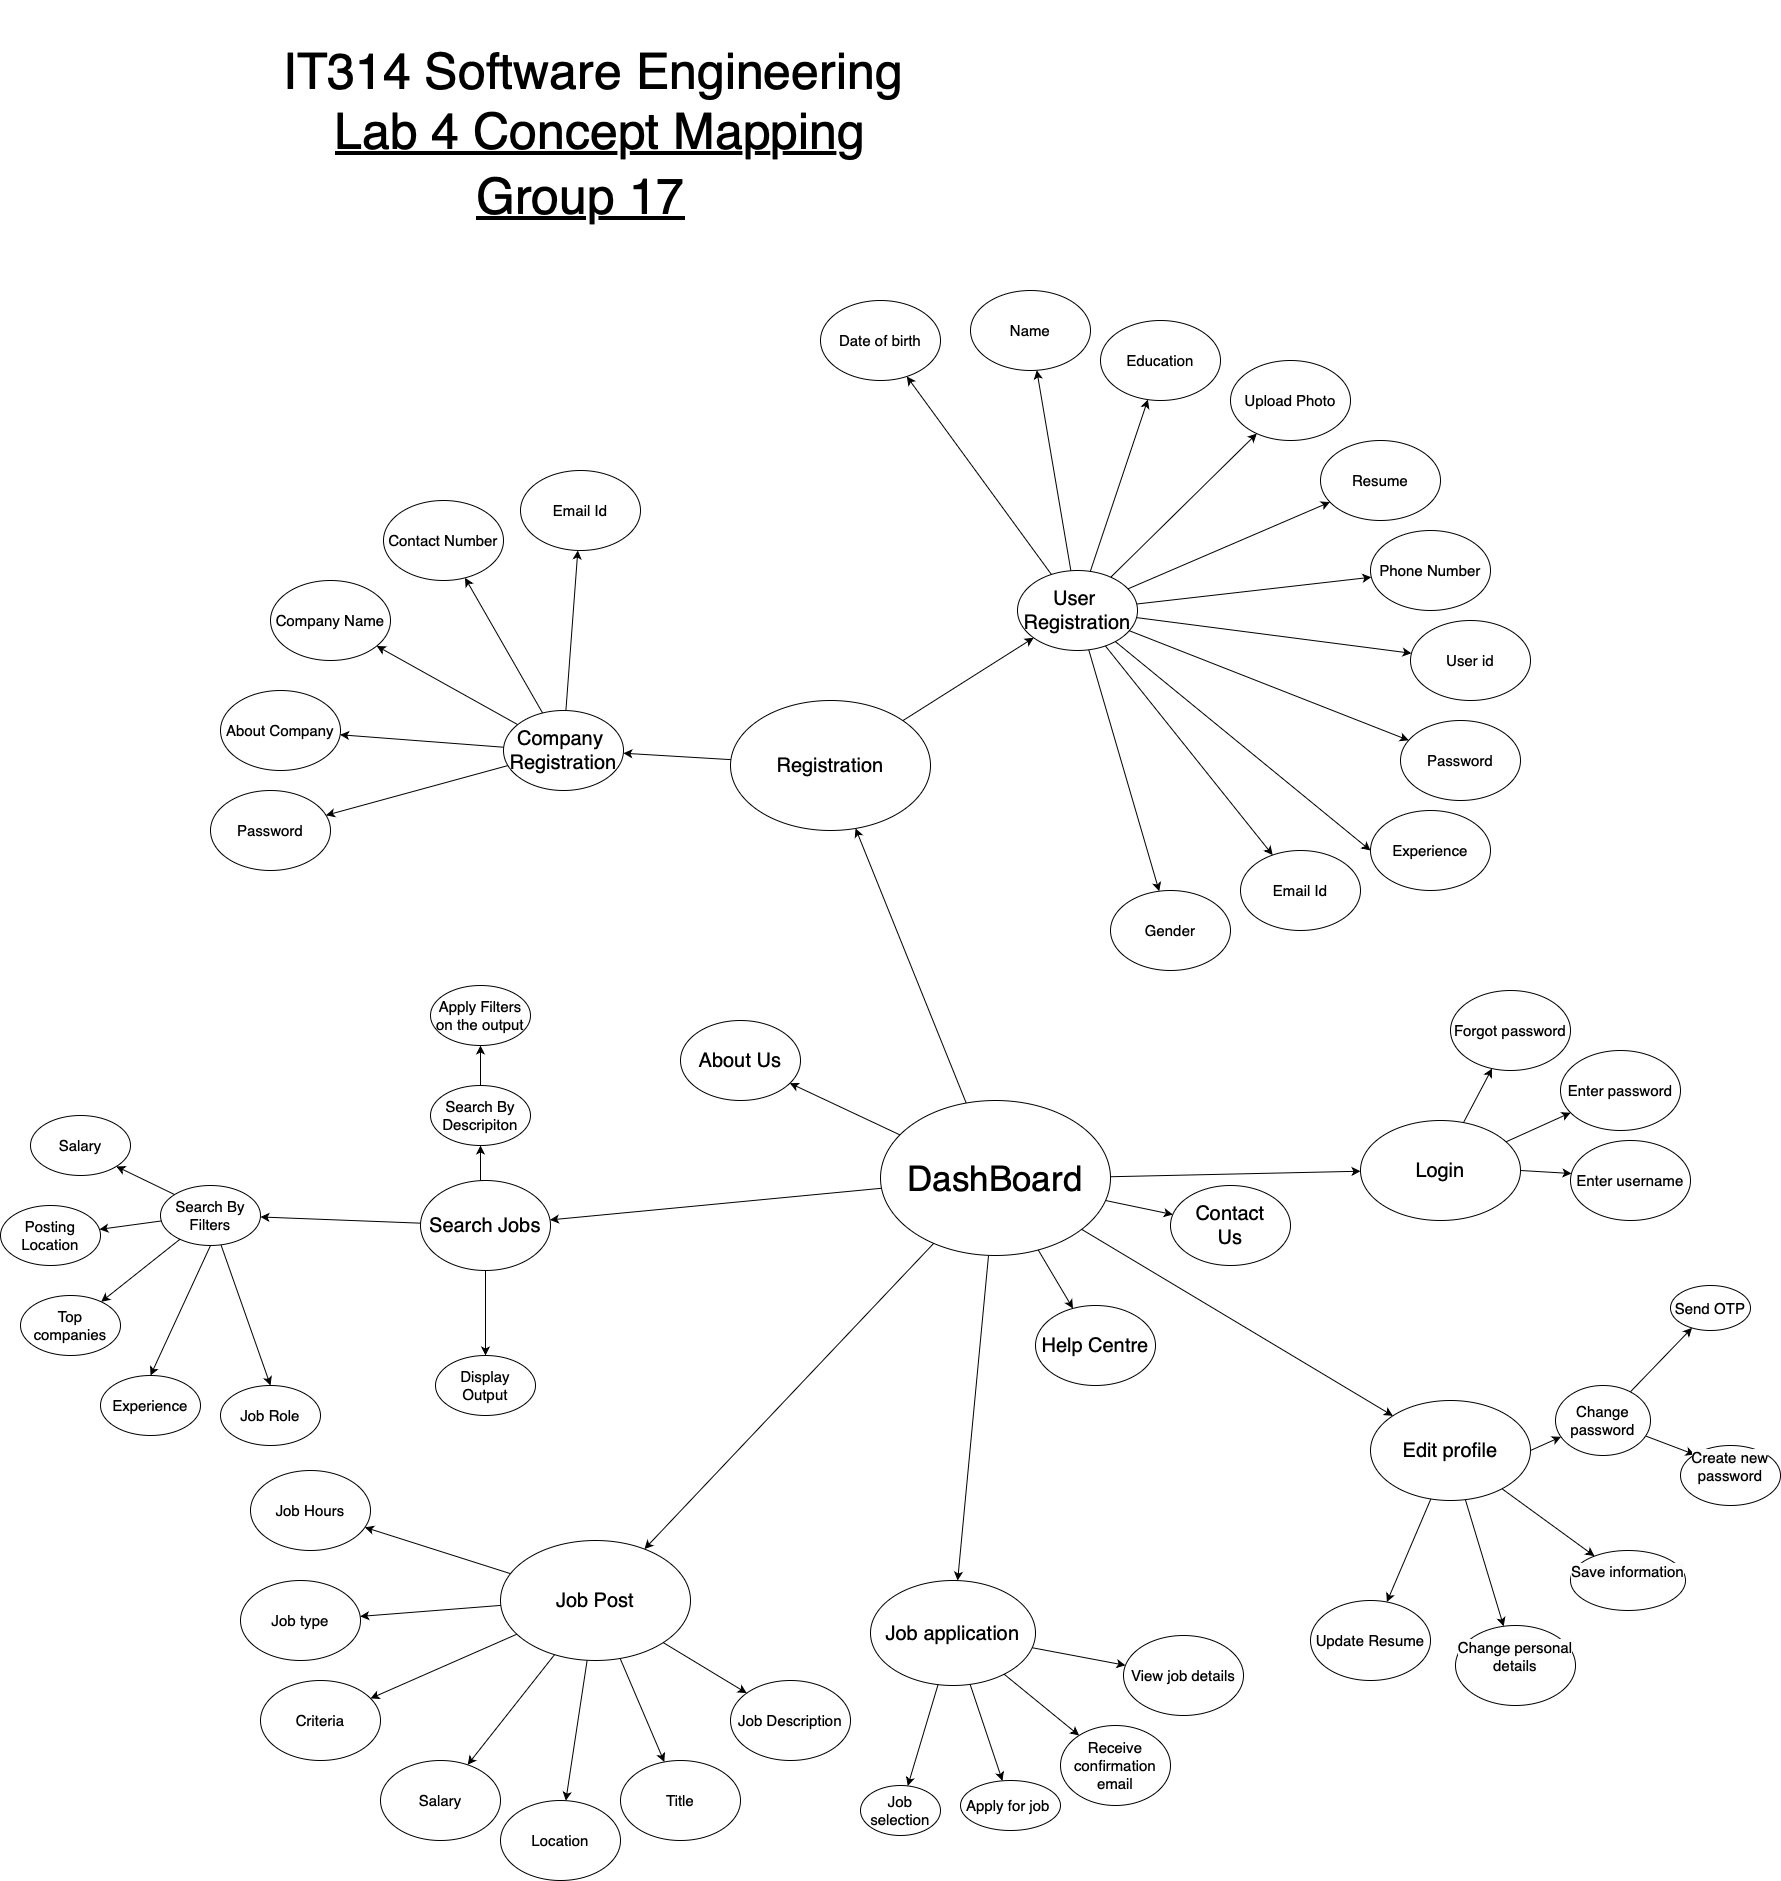 IT314 Software Engineering
Lab 4 Concept Mapping
Group 17
Date of birth
Name
Education
Upload Photo
Resume
Phone Number
User id
Password
Experience
Email Id
Gender
User
Registration
Email Id
Contact Number
Company Name
About Company
Password
Company
Registration
Registration
About Us
DashBoard
Contact
Us
Help Centre
Login
Forgot password
Enter password
Enter username
Apply Filters
on the output
Search By
Descripiton
Search Jobs
Display
Output
Search By
Filters
Salary
Posting
Location
Top
companies
Experience
Job Role
Edit profile
Change
password
Send OTP
Create new
password
Save information
Change personal
details
Update Resume
Job Post
Job Hours
Job type
Criteria
Salary
Location
Title
Job Description
Job application
View job details
Receive
confirmation
email
Apply for job
Job
selection